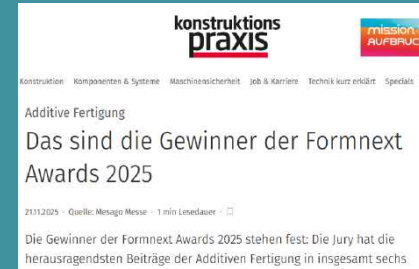 konstruktions
praxis
mission
AUFBRUC
Konstruktion Komponenten & Systeme Maschinensicherheit Job & Karriere Technik kurz erklärt Specials
Additive Fertigung
Das sind die Gewinner der Formnext
Awards 2025
21.11.2025 · Quelle: Mesago Messe · 1 min Lesedauer ·
Die Gewinner der Formnext Awards 2025 stehen fest: Die Jury hat die
herausragendsten Beiträge der Additiven Fertigung in insgesamt sechs